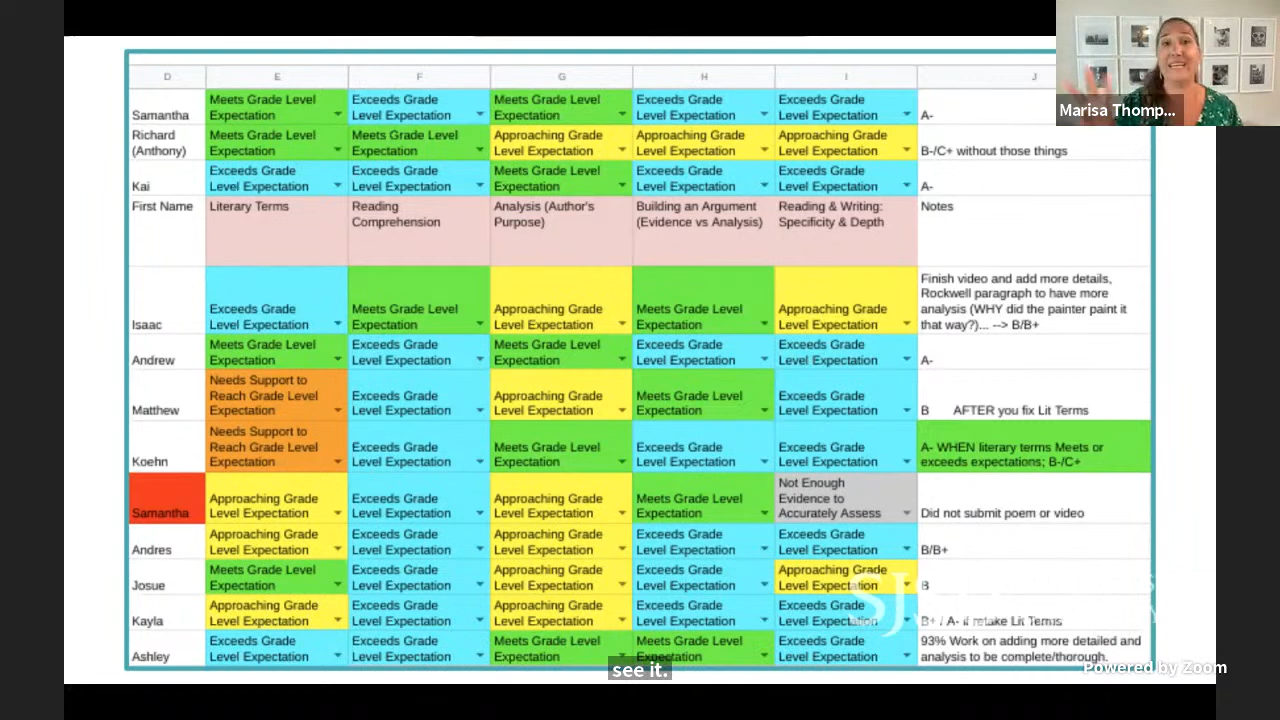 D E F G H I J
Marisa Thomp...
Samantha
Meets Grade Level
Expectation
Exceeds Grade
Level Expectation
Meets Grade Level
Expectation
Exceeds Grade
Level Expectation
Exceeds Grade
Level Expectation
A-
Richard
(Anthony)
Meets Grade Level
Expectation
Meets Grade Level
Expectation
Approaching Grade
Level Expectation
Approaching Grade
Level Expectation
Approaching Grade
Level Expectation
B-/C+ without those things
Kai
Exceeds Grade
Level Expectation
Exceeds Grade
Level Expectation
Meets Grade Level
Expectation
Exceeds Grade
Level Expectation
Exceeds Grade
Level Expectation
A-
First Name
Literary Terms
Reading
Comprehension
Analysis (Author's
Purpose)
Building an Argument
(Evidence vs Analysis)
Reading & Writing:
Specificity & Depth
Notes
Isaac
Exceeds Grade
Level Expectation
Meets Grade Level
Expectation
Approaching Grade
Level Expectation
Meets Grade Level
Expectation
Approaching Grade
Level Expectation
Finish video and add more details,
Rockwell paragraph to have more
analysis (WHY did the painter paint it
that way?)... --> B/B+
Andrew
Meets Grade Level
Expectation
Exceeds Grade
Level Expectation
Meets Grade Level
Expectation
Exceeds Grade
Level Expectation
Exceeds Grade
Level Expectation
A-
Matthew
Needs Support to
Reach Grade Level
Expectation
Exceeds Grade
Level Expectation
Approaching Grade
Level Expectation
Meets Grade Level
Expectation
Exceeds Grade
Level Expectation
B AFTER you fix Lit Terms
Koehn
Needs Support to
Reach Grade Level
Expectation
Exceeds Grade
Level Expectation
Meets Grade Level
Expectation
Exceeds Grade
Level Expectation
Exceeds Grade
Level Expectation
A- WHEN literary terms Meets or
exceeds expectations; B-/C+
Samantha
Approaching Grade
Level Expectation
Exceeds Grade
Level Expectation
Approaching Grade
Level Expectation
Meets Grade Level
Expectation
Not Enough
Evidence to
Accurately Assess
Did not submit poem or video
Andres
Approaching Grade
Level Expectation
Exceeds Grade
Level Expectation
Approaching Grade
Level Expectation
Exceeds Grade
Level Expectation
Exceeds Grade
Level Expectation
B/B+
Josue
Meets Grade Level
Expectation
Exceeds Grade
Level Expectation
Approaching Grade
Level Expectation
Exceeds Grade
Level Expectation
Approaching Grade
Level Expectation
B
Kayla
Approaching Grade
Level Expectation
Exceeds Grade
Level Expectation
Approaching Grade
Level Expectation
Exceeds Grade
Level Expectation
Exceeds Grade
Level Expectation
B+ / A- if retake Lit Terms
Ashley
Exceeds Grade
Level Expectation
Exceeds Grade
Level Expectation
Meets Grade Level
Expectation
Meets Grade Level
Expectation
Exceeds Grade
Level Expectation
93% Work on adding more detailed and
analysis to be complete/thorough.
see it.
Powered by Zoom